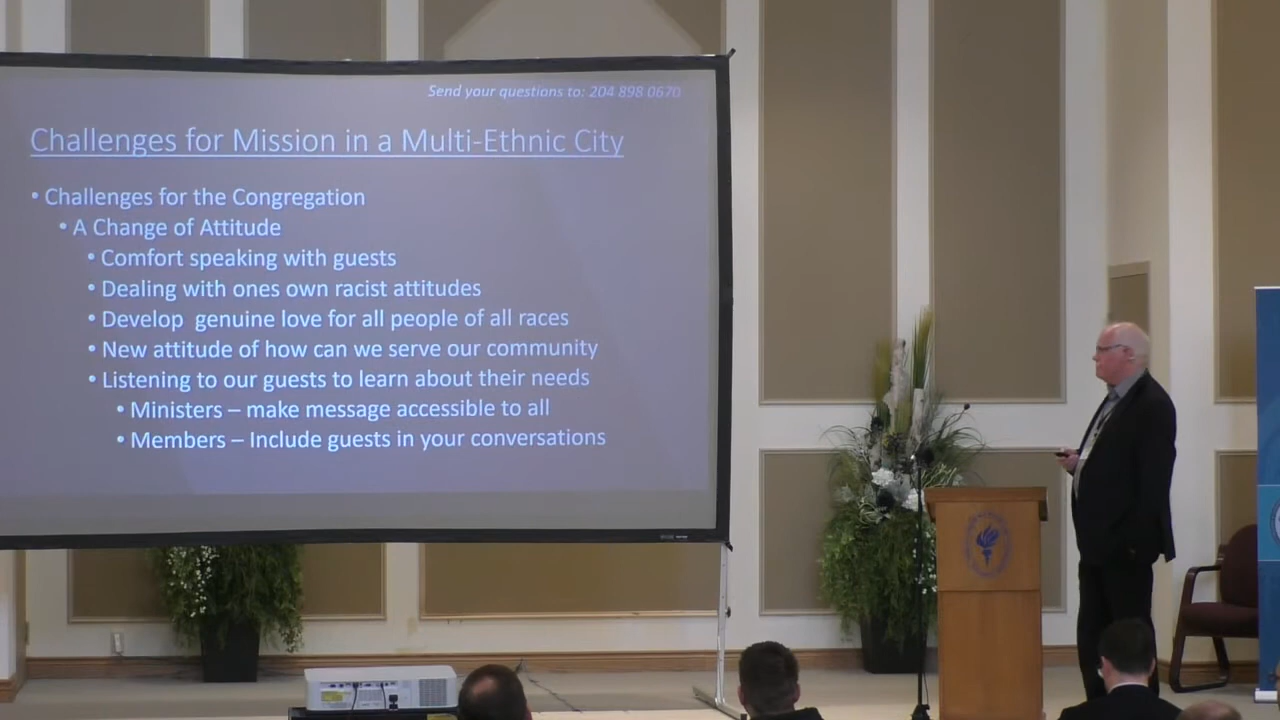 Send your questions to: 204 898 0670
Challenges for Mission in a Multi-Ethnic City
• Challenges for the Congregation
• A Change of Attitude
• Comfort speaking with guests
• Dealing with ones own racist attitudes
• Develop genuine love for all people of all races
• New attitude of how can we serve our community
• Listening to our guests to learn about their needs
• Ministers – make message accessible to all
• Members – Include guests in your conversations